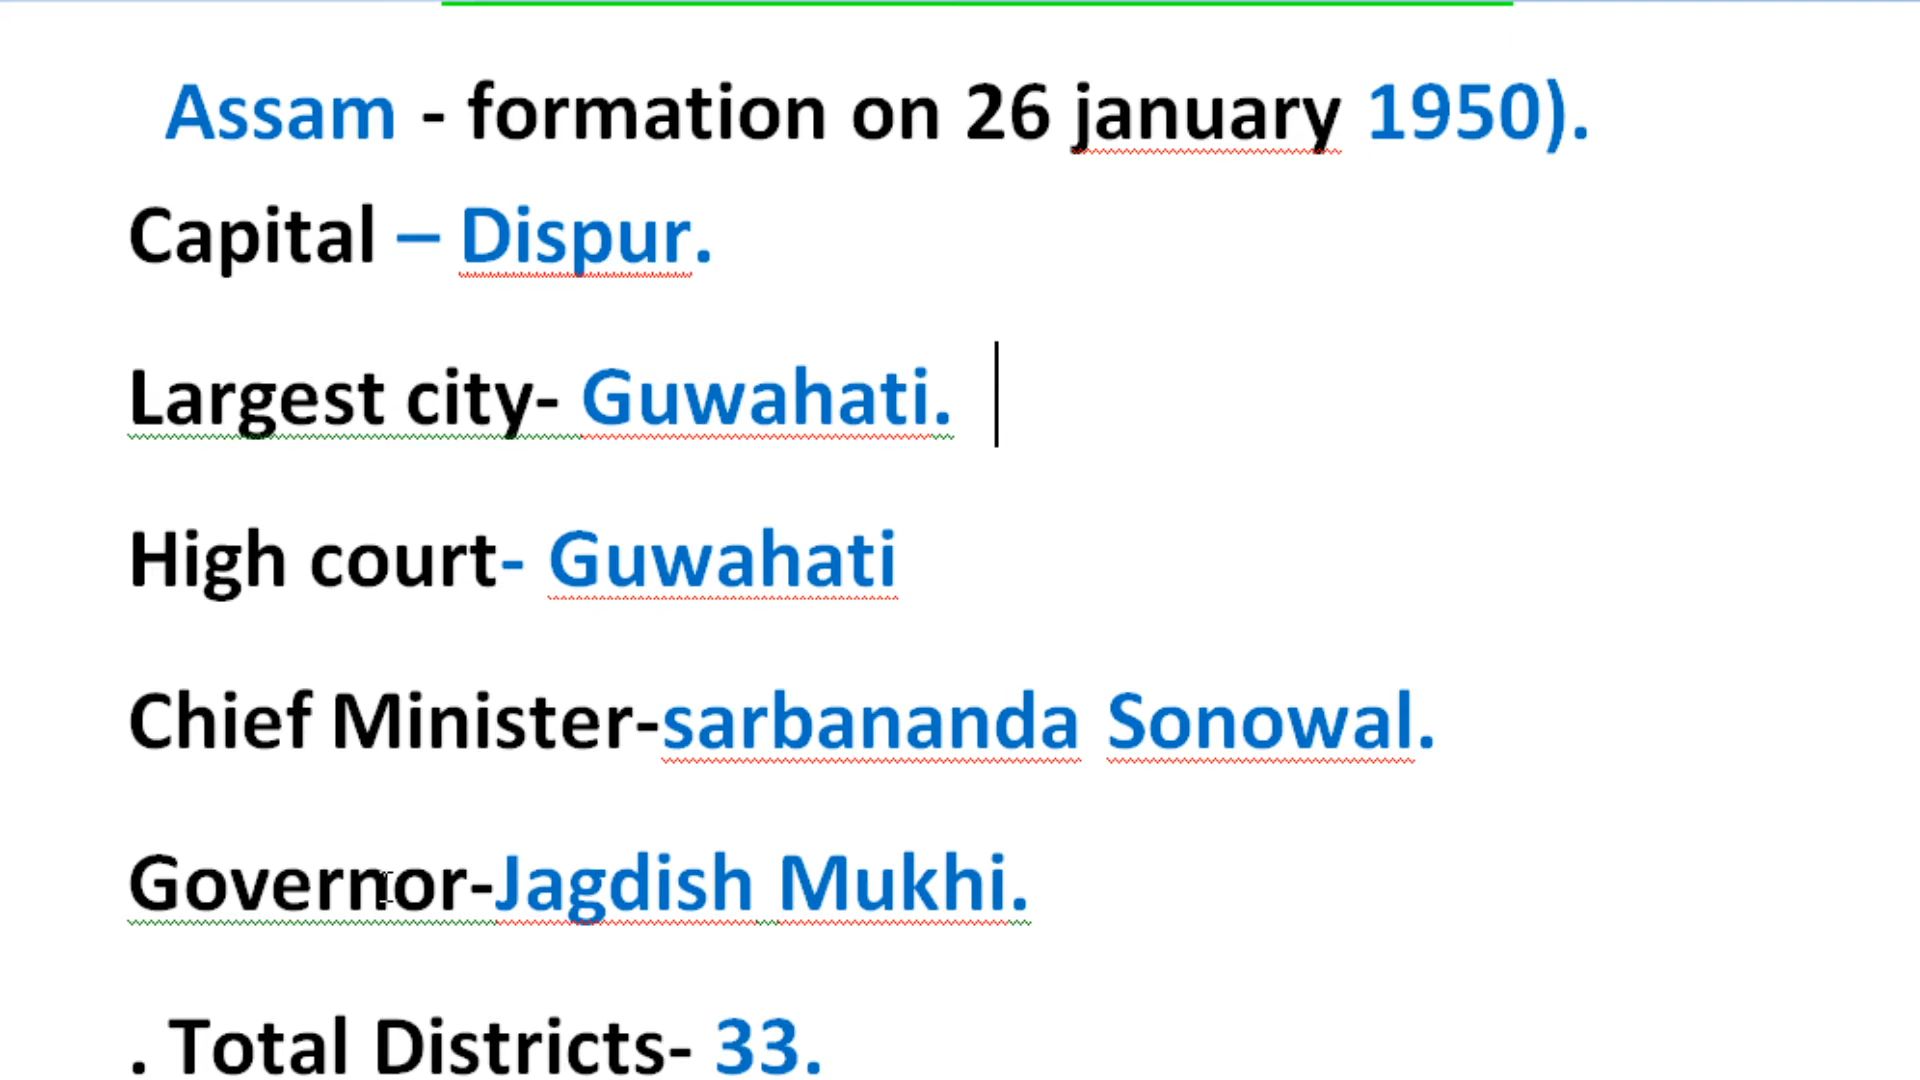 Assam - formation on 26 january 1950).
Capital – Dispur.
Largest city- Guwahati.
High court- Guwahati
Chief Minister-sarbananda Sonowal.
Governor-Jagdish Mukhi.
. Total Districts- 33.